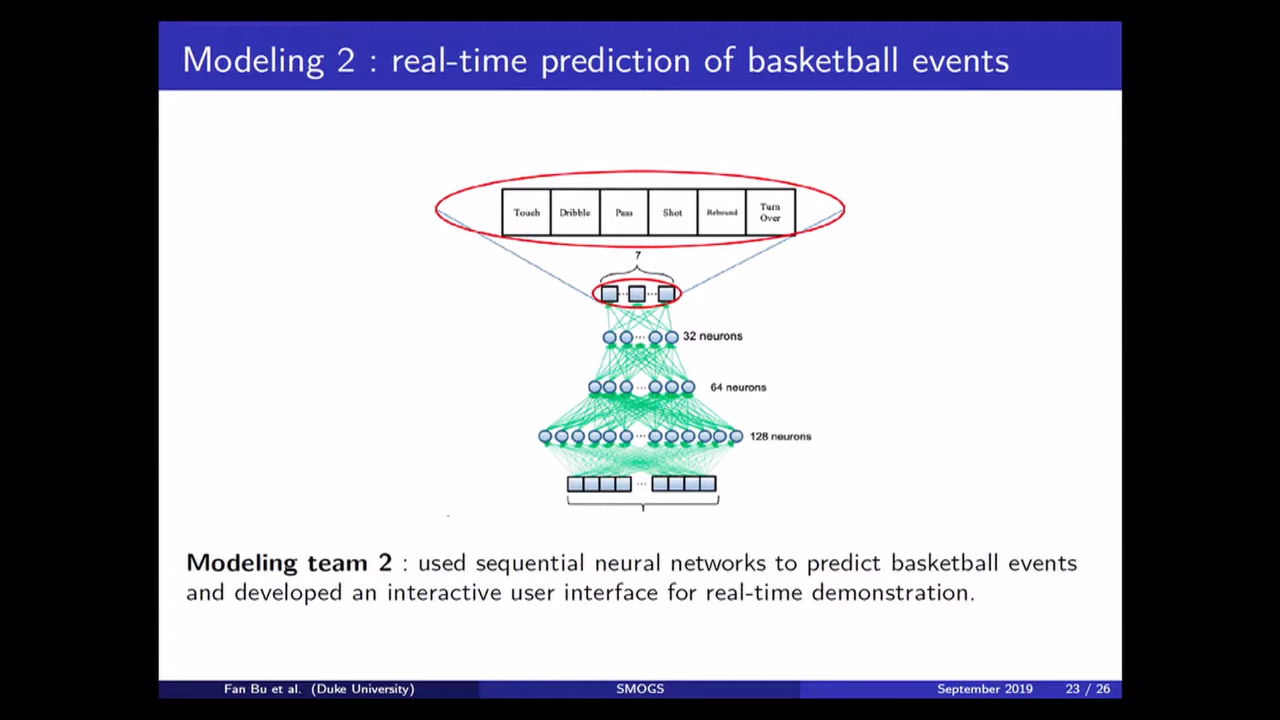 Modeling 2 : real-time prediction of basketball events
Touch Dribble Pass Shot Rebound Turn Over
7
32 neurons
64 neurons
128 neurons
Modeling team 2 : used sequential neural networks to predict basketball events
and developed an interactive user interface for real-time demonstration.
Fan Bu et al. (Duke University) SMOGS September 2019 23 / 26